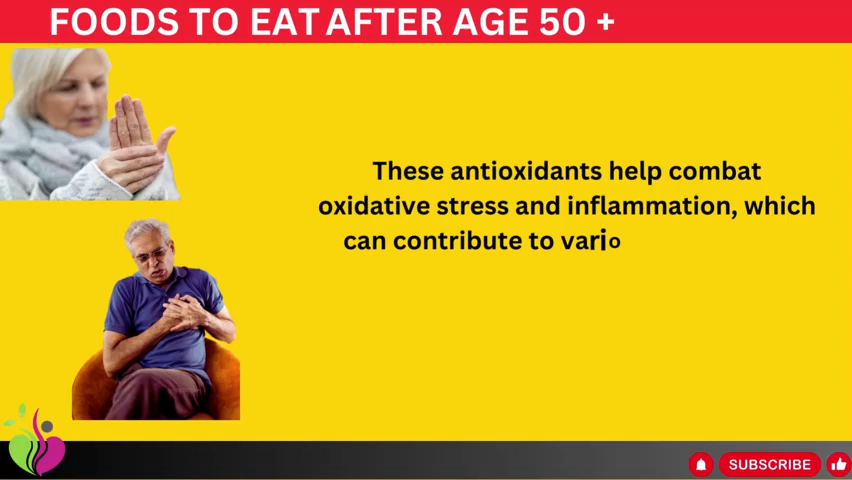 FOODS TO EAT AFTER AGE 50 +
These antioxidants help combat
oxidative stress and inflammation, which
can contribute to vario
SUBSCRIBE